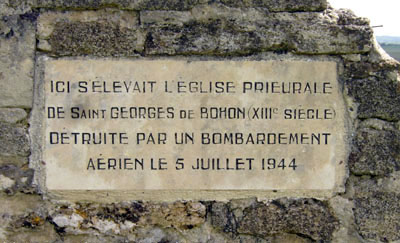 ICI S'ELEVAIT L'ÉGLISE PRIEURALE
DE SAINT GEORGES DE BOHON (XIIIe SIÈCLE)
DÉTRUITE PAR UN BOMBARDEMENT
AÉRIEN LE 5 JUILLET 1944